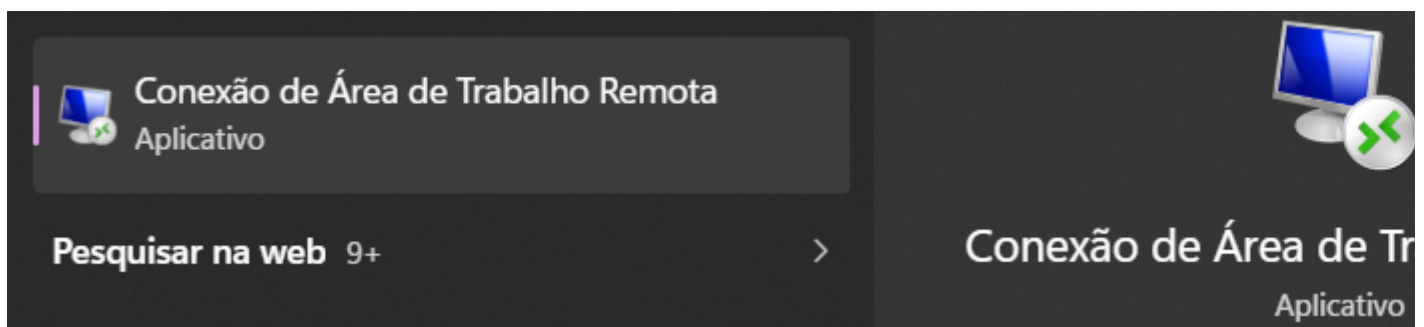 Conexão de Área de Trabalho Remota
Aplicativo
Pesquisar na web 9+
Conexão de Área de Tr
Aplicativo